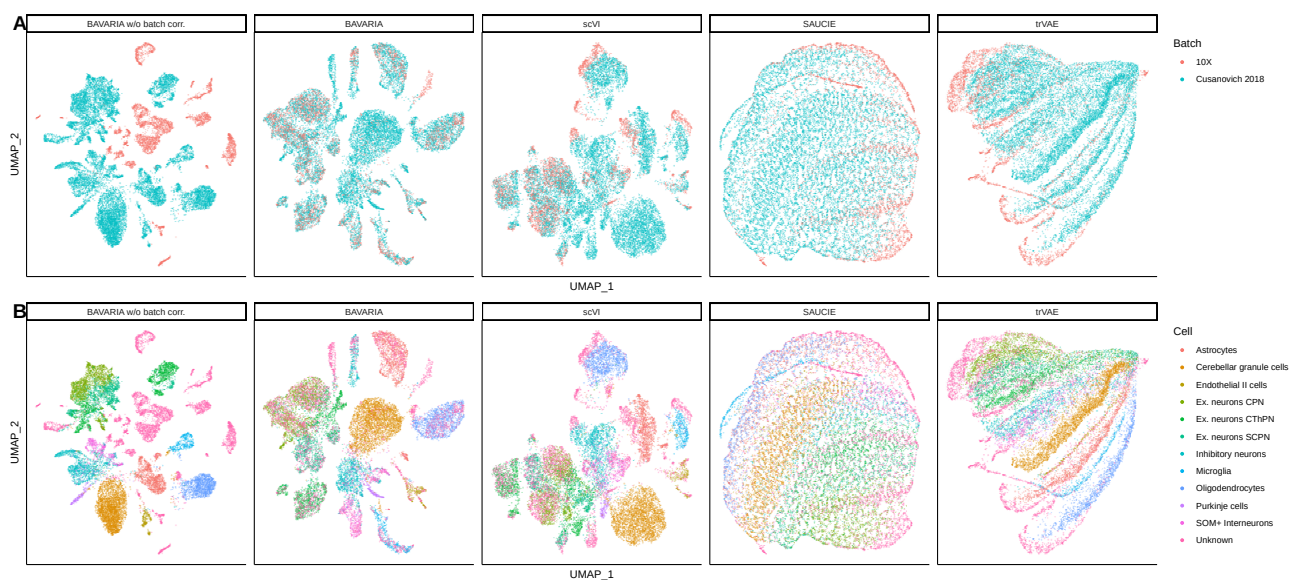 A
BAVARIA w/o batch corr.
BAVARIA
scVI
SAUCIE
trVAE
UMAP_2
UMAP_1
Batch
10X
Cusanovich 2018
B
BAVARIA w/o batch corr.
BAVARIA
scVI
SAUCIE
trVAE
UMAP_2
UMAP_1
Cell
Astrocytes
Cerebellar granule cells
Endothelial II cells
Ex. neurons CPN
Ex. neurons CThPN
Ex. neurons SCPN
Inhibitory neurons
Microglia
Oligodendrocytes
Purkinje cells
SOM+ Interneurons
Unknown